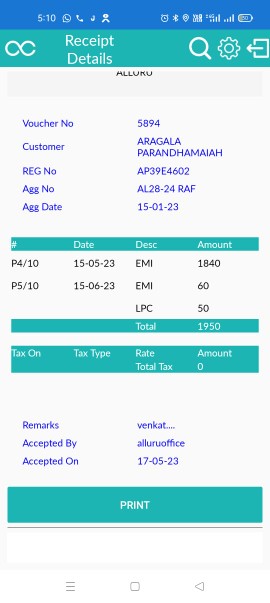 5:10
Receipt
Details
ALLURU
Voucher No 5894
Customer ARAGALA
PARANDHAMAIAH
REG No AP39E4602
Agg No AL28-24 RAF
Agg Date 15-01-23
# Date Desc Amount
P4/10 15-05-23 EMI 1840
P5/10 15-06-23 EMI 60
LPC 50
Total 1950
Tax On Tax Type Rate Amount
Total Tax 0
Remarks venkat....
Accepted By alluruoffice
Accepted On 17-05-23
PRINT